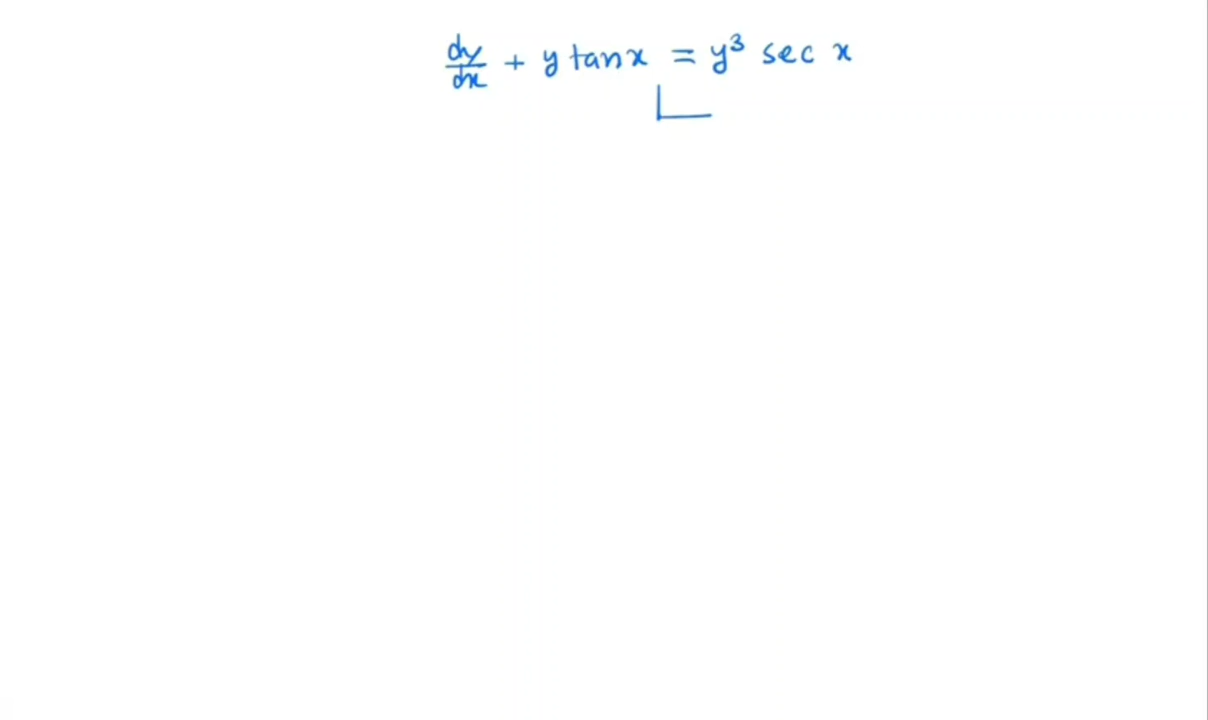 dy/dx + y tan x = y³ sec x